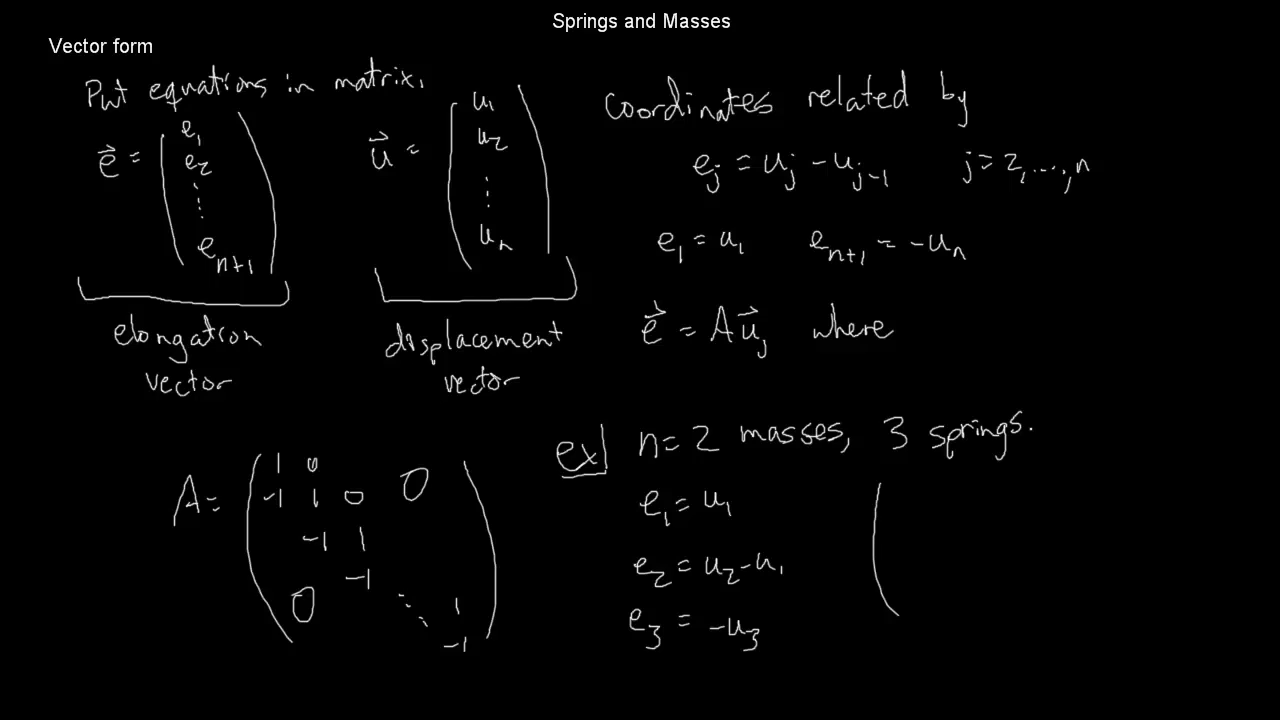 Springs and Masses
Vector form
Put equations in matrix.
e⃗ = ( e₁ e₂ ⋮ eₙ₊₁ )
elongation
vector
u⃗ = ( u₁ u₂ ⋮ uₙ )
displacement
vector
coordinates related by
eⱼ = uⱼ - uⱼ₋₁ j = 2, ..., n
e₁ = u₁ eₙ₊₁ = -uₙ
e⃗ = Au⃗, where
A =
1 0
-1 1 0 0
-1 1
-1
0 ⋱ 1
-1
ex) n = 2 masses, 3 springs.
e₁ = u₁
e₂ = u₂ - u₁
e₃ = -u₃
(